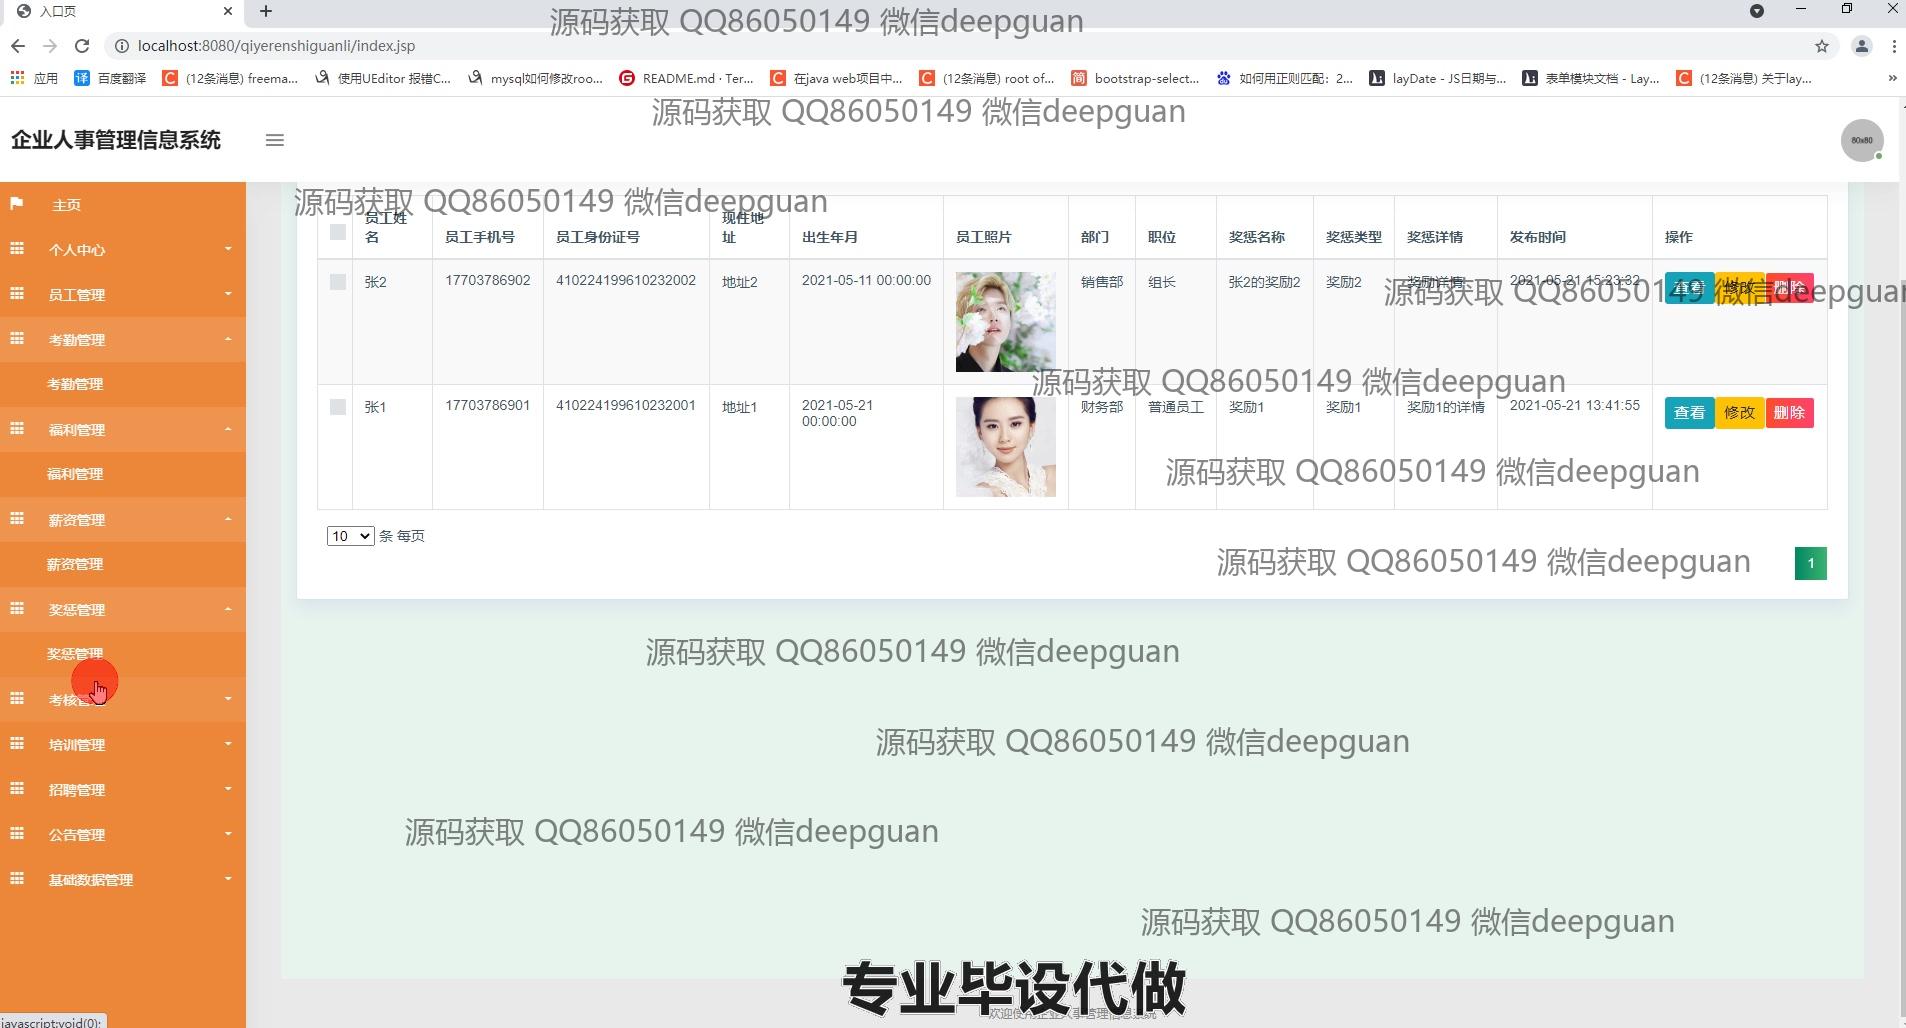 入口页
源码获取 QQ86050149 微信deepguan
localhost:8080/qiyerenshiguanli/index.jsp
应用
译 百度翻译
C (12条消息) freema...
使用UEditor 报错C...
mysql如何修改roo...
G README.md · Ter...
C 在java web项目中...
C (12条消息) root of...
简 bootstrap-select...
如何用正则匹配：2...
layDate - JS日期与...
表单模块文档 - Lay...
C (12条消息) 关于lay...
»
源码获取 QQ86050149 微信deepguan
企业人事管理信息系统
80x80
源码获取 QQ86050149 微信deepguan
主页
个人中心
员工管理
考勤管理
考勤管理
福利管理
福利管理
薪资管理
薪资管理
奖惩管理
奖惩管理
考核管理
培训管理
招聘管理
公告管理
基础数据管理
员工姓名 员工手机号 员工身份证号 现住地址 出生年月 员工照片 部门 职位 奖惩名称 奖惩类型 奖惩详情 发布时间 操作
张2 17703786902 410224199610232002 地址2 2021-05-11 00:00:00 销售部 组长 张2的奖励2 奖励2 奖励详情 2021-05-21 15:23:32 查看 修改 删除
源码获取 QQ86050149 微信deepguan
源码获取 QQ86050149 微信deepguan
张1 17703786901 410224199610232001 地址1 2021-05-21 00:00:00 财务部 普通员工 奖励1 奖励1 奖励1的详情 2021-05-21 13:41:55 查看 修改 删除
源码获取 QQ86050149 微信deepguan
10 条 每页
源码获取 QQ86050149 微信deepguan
1
源码获取 QQ86050149 微信deepguan
源码获取 QQ86050149 微信deepguan
源码获取 QQ86050149 微信deepguan
源码获取 QQ86050149 微信deepguan
专业毕设代做
欢迎使用企业人事管理信息系统
javascript:void(0);